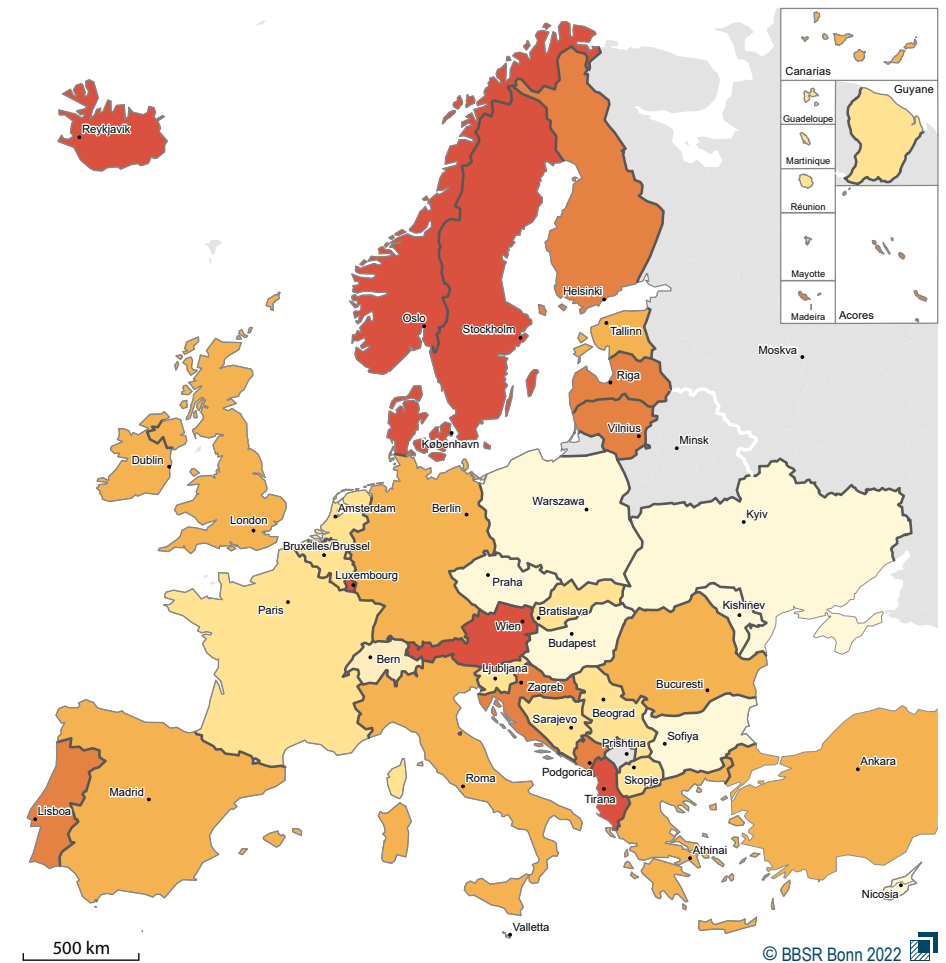 Canarias
Guyane
Guadeloupe
Martinique
Réunion
Mayotte
Madeira
Acores
Reykjavik
Helsinki
Oslo
Stockholm
Tallinn
Moskva
Riga
Vilnius
Minsk
København
Dublin
Warszawa
Amsterdam
Berlin
Kyiv
London
Bruxelles/Brussel
Luxembourg
Praha
Paris
Bratislava
Kishinev
Wien
Budapest
Bern
Ljubljana
Zagreb
Bucuresti
Beograd
Sarajevo
Prishtina
Sofiya
Podgorica
Skopje
Ankara
Roma
Madrid
Tirana
Lisboa
Athinai
Nicosia
Valletta
500 km
© BBSR Bonn 2022